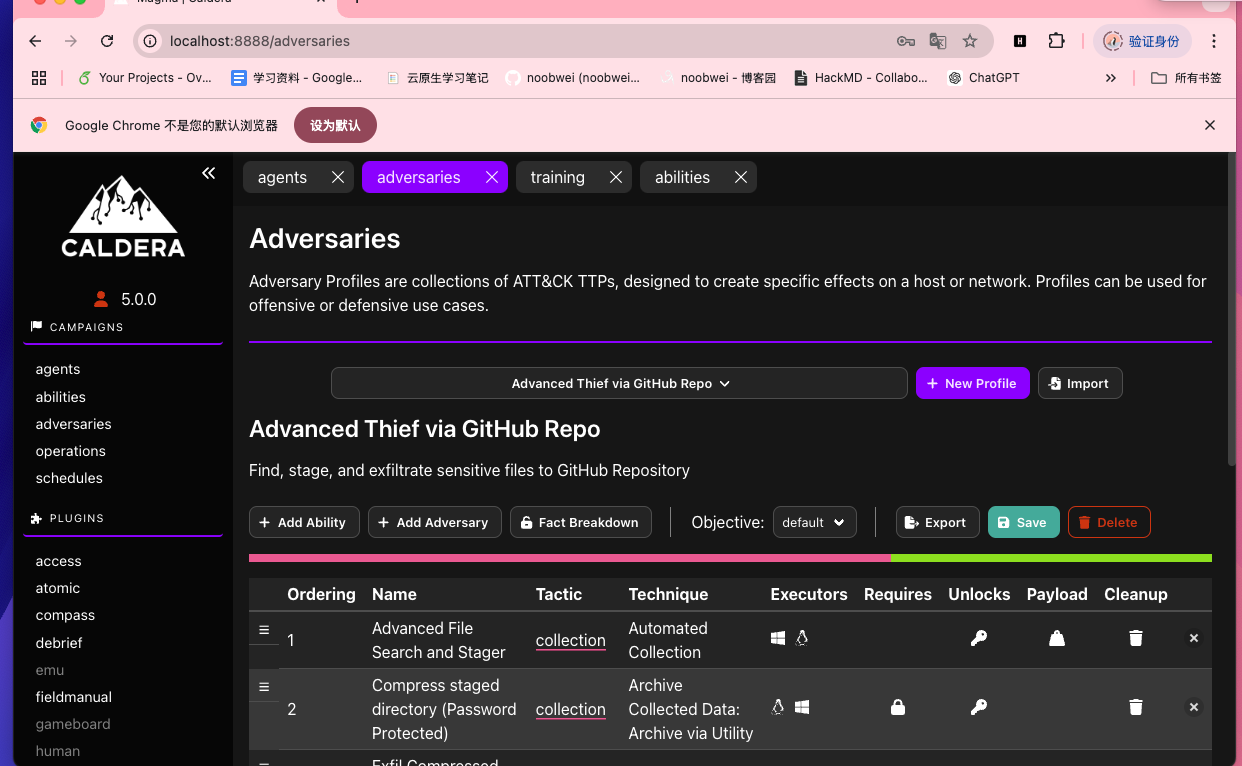 Magma | Caldera
localhost:8888/adversaries
验证身份
Your Projects - Ov...
学习资料 - Google...
云原生学习笔记
noobwei (noobwei...
noobwei - 博客园
HackMD - Collabo...
ChatGPT
所有书签
Google Chrome 不是您的默认浏览器
设为默认
CALDERA
5.0.0
CAMPAIGNS
agents
abilities
adversaries
operations
schedules
PLUGINS
access
atomic
compass
debrief
emu
fieldmanual
gameboard
human
agents
adversaries
training
abilities
Adversaries
Adversary Profiles are collections of ATT&CK TTPs, designed to create specific effects on a host or network. Profiles can be used for
offensive or defensive use cases.
Advanced Thief via GitHub Repo
New Profile
Import
Advanced Thief via GitHub Repo
Find, stage, and exfiltrate sensitive files to GitHub Repository
Add Ability
Add Adversary
Fact Breakdown
Objective:
default
Export
Save
Delete
Ordering Name Tactic Technique Executors Requires Unlocks Payload Cleanup
1
Advanced File
Search and Stager
collection
Automated
Collection
2
Compress staged
directory (Password
Protected)
collection
Archive
Collected Data:
Archive via Utility
Exfil Compressed